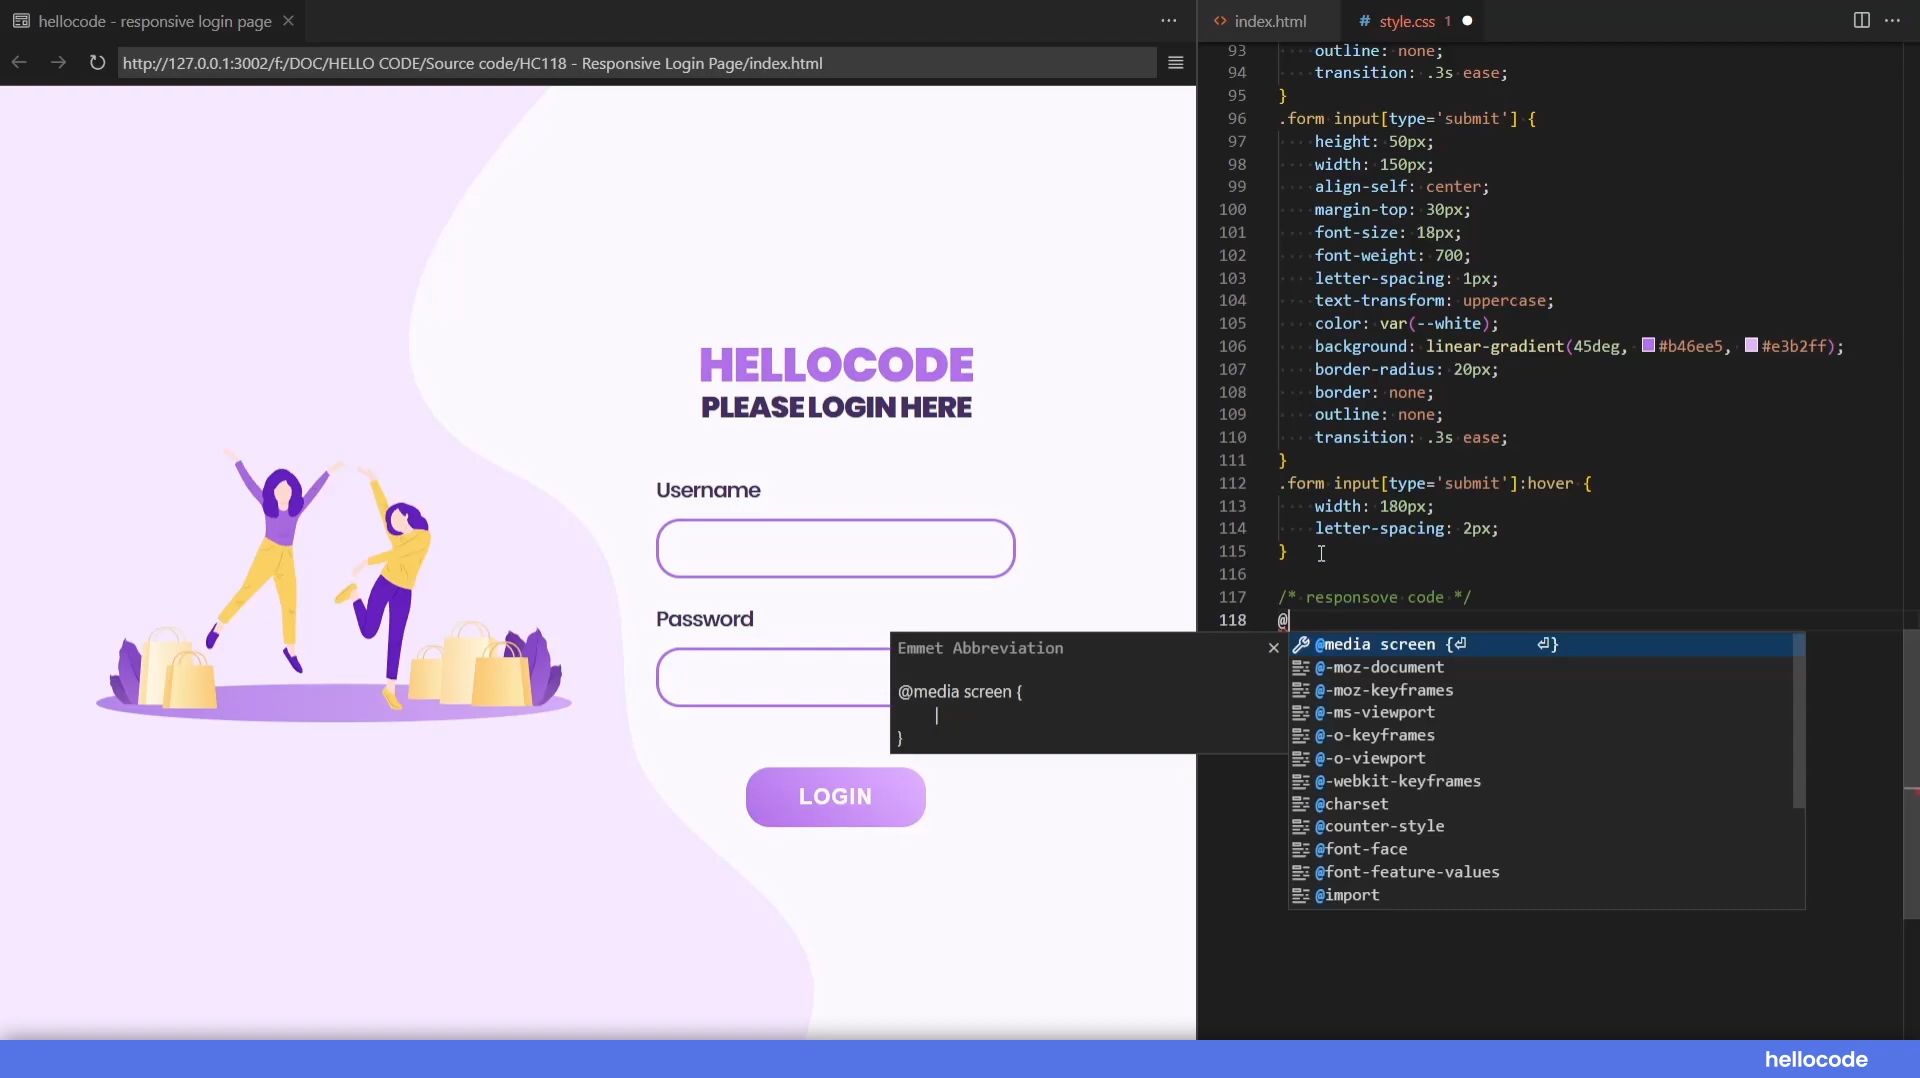 hellocode - responsive login page
http://127.0.0.1:3002/f:/DOC/HELLO CODE/Source code/HC118 - Responsive Login Page/index.html
HELLOCODE
PLEASE LOGIN HERE
Username
Password
LOGIN
index.html
# style.css 1
93 outline: none;
94 transition: .3s ease;
95 }
96 .form input[type='submit'] {
97 height: 50px;
98 width: 150px;
99 align-self: center;
100 margin-top: 30px;
101 font-size: 18px;
102 font-weight: 700;
103 letter-spacing: 1px;
104 text-transform: uppercase;
105 color: var(--white);
106 background: linear-gradient(45deg, #b46ee5, #e3b2ff);
107 border-radius: 20px;
108 border: none;
109 outline: none;
110 transition: .3s ease;
111 }
112 .form input[type='submit']:hover {
113 width: 180px;
114 letter-spacing: 2px;
115 }
116
117 /* responsove code */
118 @
Emmet Abbreviation
@media screen {
}
@media screen {⏎ ⏎}
@-moz-document
@-moz-keyframes
@-ms-viewport
@-o-keyframes
@-o-viewport
@-webkit-keyframes
@charset
@counter-style
@font-face
@font-feature-values
@import
hellocode